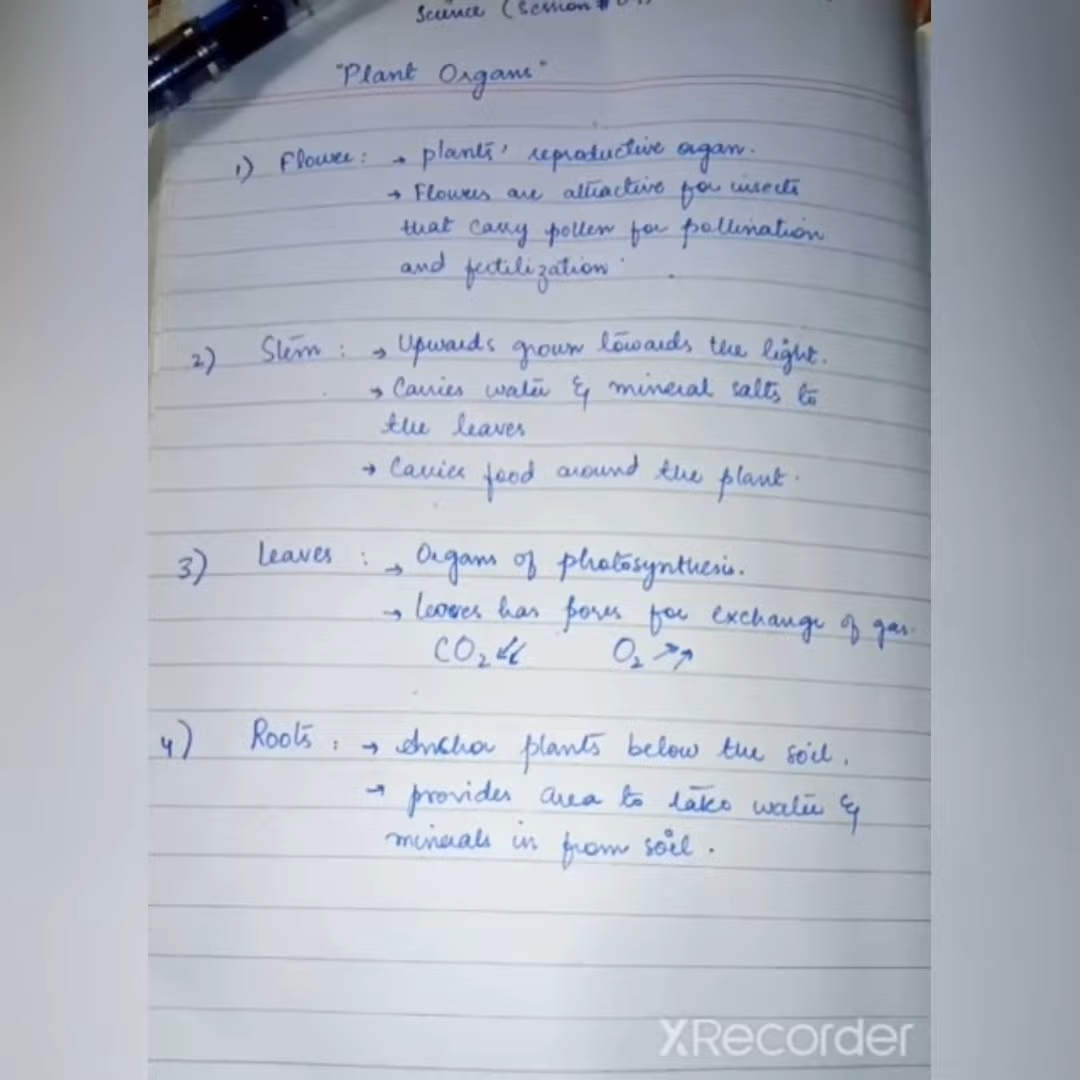 Science (Session #
"Plant Organs"
1) Flower : → plants' reproductive organ.
→ Flowers are attractive for insects
that carry pollen for pollination
and fertilization
2) Stem : → Upwards grown towards the light.
→ Carries water & mineral salts to
the leaves
→ Carries food around the plant.
3) Leaves : → Organs of photosynthesis.
→ leaves has pores for exchange of gas.
CO₂ ↙↙ O₂ ↗↗
4) Roots : → Anchor plants below the soil.
→ provides area to take water &
minerals in from soil.
XRecorder